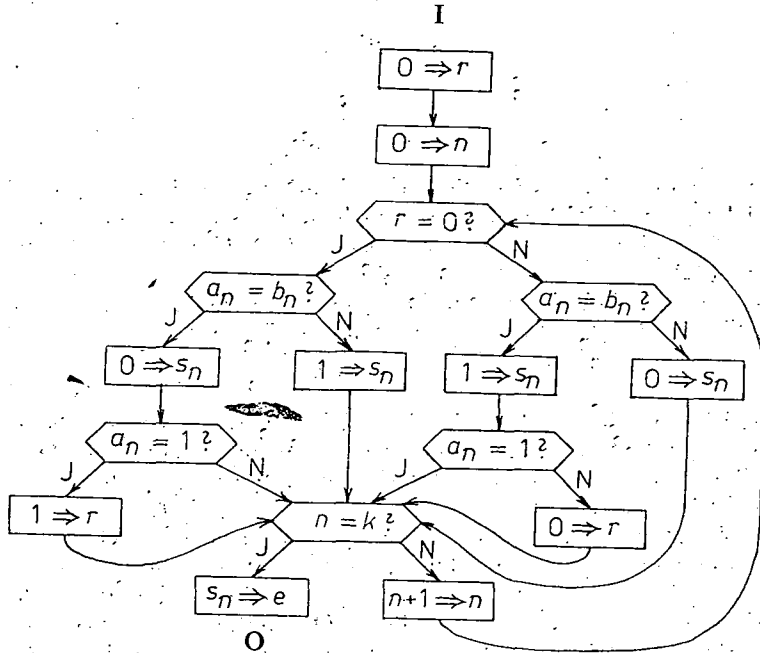 I
0 ⇒ r
0 ⇒ n
r = 0?
J N
aₙ = bₙ? aₙ = bₙ?
J N J N
0 ⇒ sₙ 1 ⇒ sₙ 1 ⇒ sₙ 0 ⇒ sₙ
aₙ = 1? aₙ = 1?
J N J N
1 ⇒ r n = k? 0 ⇒ r
J N
sₙ ⇒ e n+1 ⇒ n
O